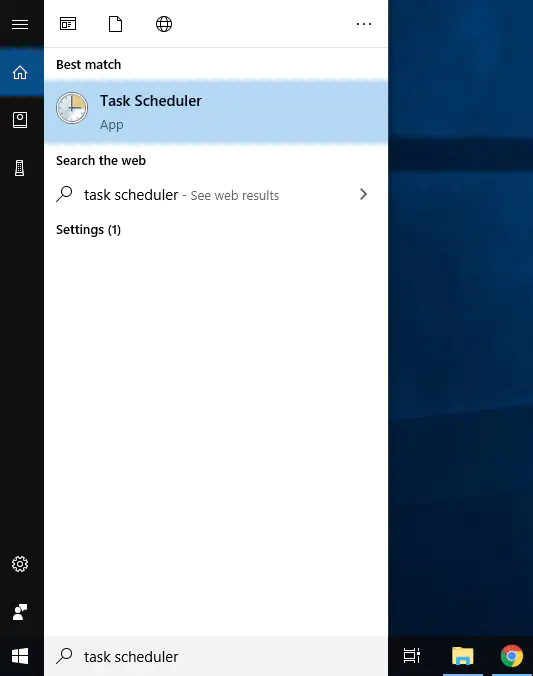 Best match
Task Scheduler
App
Search the web
task scheduler - See web results
Settings (1)
task scheduler